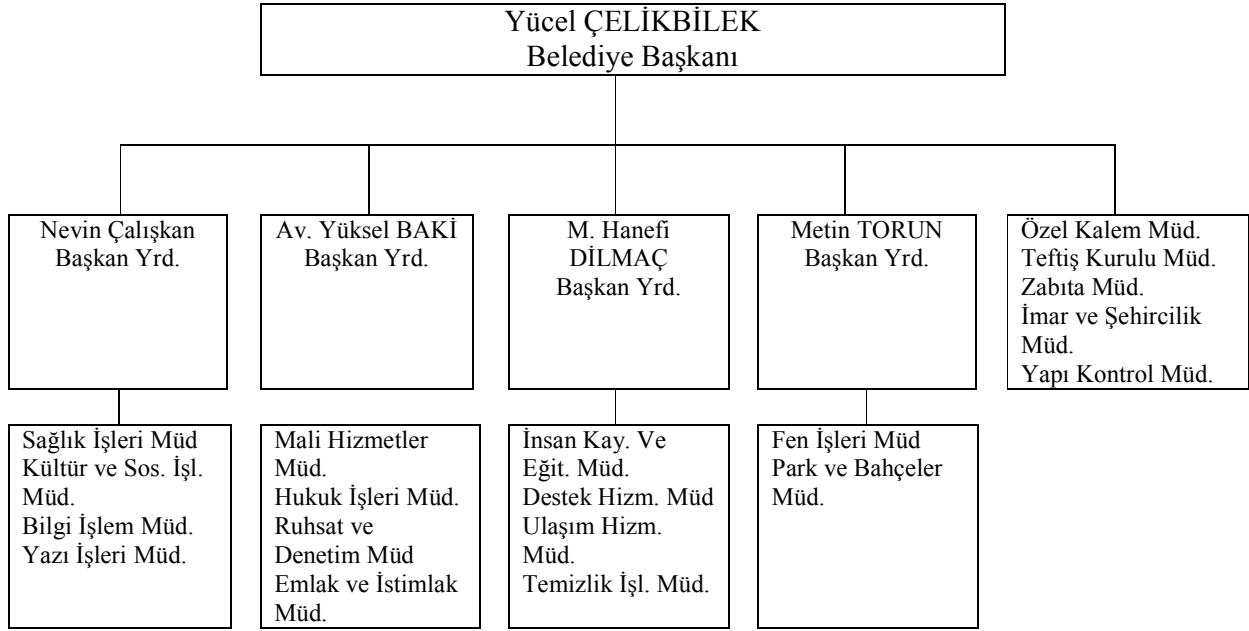 Yücel ÇELİKBİLEK
Belediye Başkanı
Nevin Çalışkan
Başkan Yrd.
Av. Yüksel BAKİ
Başkan Yrd.
M. Hanefi
DİLMAÇ
Başkan Yrd.
Metin TORUN
Başkan Yrd.
Özel Kalem Müd.
Teftiş Kurulu Müd.
Zabıta Müd.
İmar ve Şehircilik
Müd.
Yapı Kontrol Müd.
Sağlık İşleri Müd
Kültür ve Sos. İşl.
Müd.
Bilgi İşlem Müd.
Yazı İşleri Müd.
Mali Hizmetler
Müd.
Hukuk İşleri Müd.
Ruhsat ve
Denetim Müd
Emlak ve İstimlak
Müd.
İnsan Kay. Ve
Eğit. Müd.
Destek Hizm. Müd
Ulaşım Hizm.
Müd.
Temizlik İşl. Müd.
Fen İşleri Müd
Park ve Bahçeler
Müd.